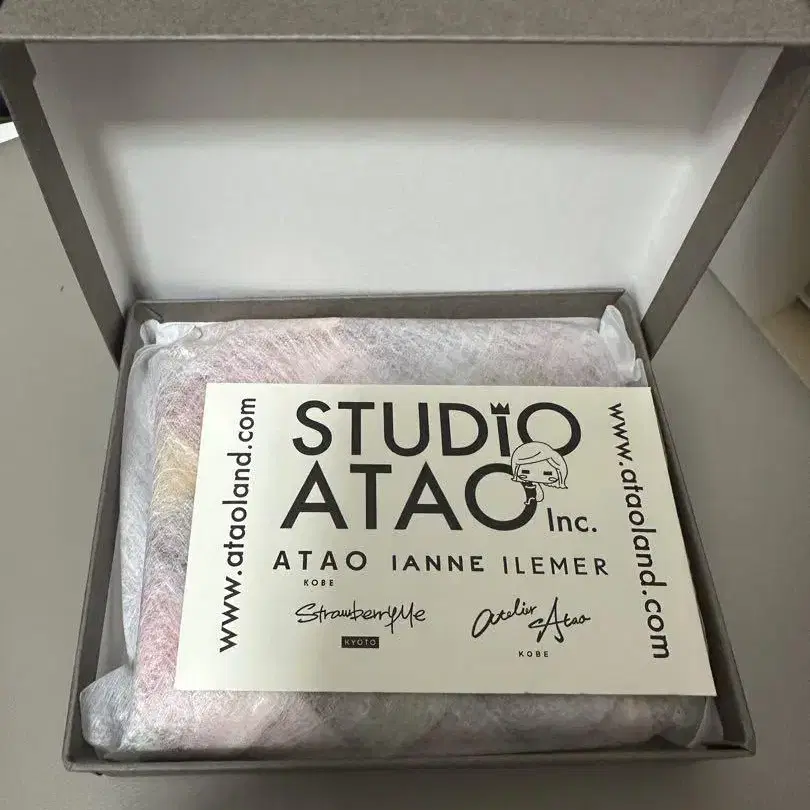 www.ataoland.com
STUDiO
ATAO Inc.
ATAO IANNE ILEMER
KOBE
StrawberryMe
KYOTO
atelier Atao
KOBE
www.ataoland.com